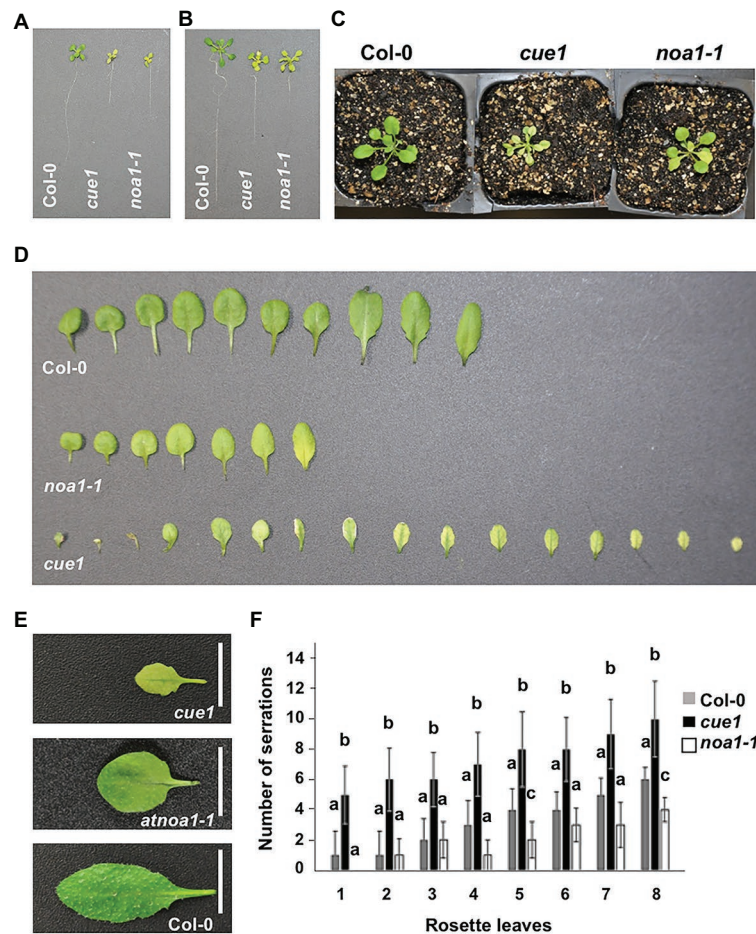 A
B
C
Col-0
cue1
noa1-1
Col-0
cue1
noa1-1
Col-0 cue1 noa1-1
D
Col-0
noa1-1
cue1
E
cue1
atnoa1-1
Col-0
F
Number of serrations
14
12
10
8
6
4
2
0
a b a
a b a
a b a
a b a
a b c
a b a
a b a
a b c
1 2 3 4 5 6 7 8
Rosette leaves
Col-0
cue1
noa1-1